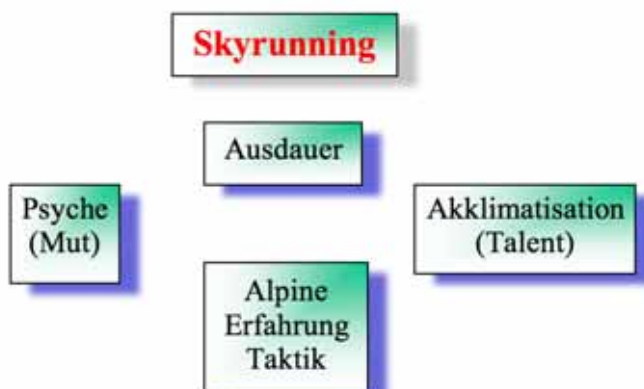 Skyrunning
Ausdauer
Psyche
(Mut)
Akklimatisation
(Talent)
Alpine
Erfahrung
Taktik